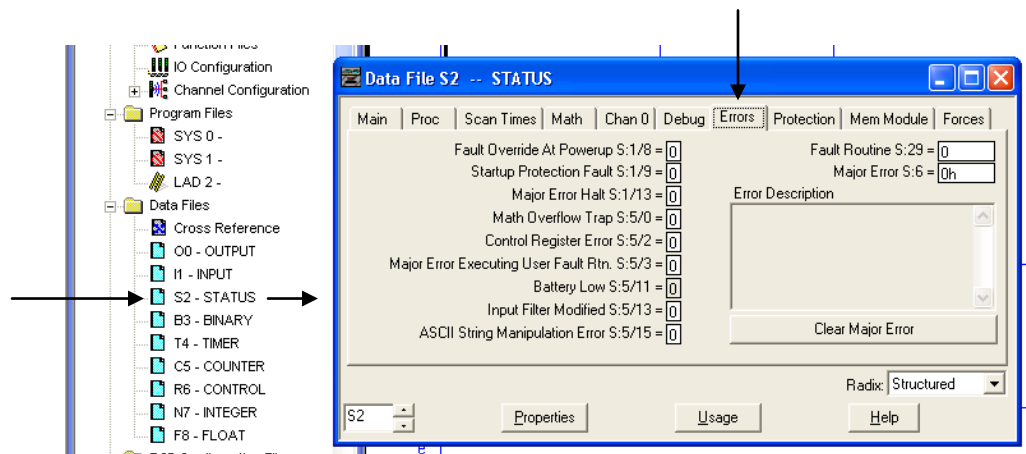 Function Files
IO Configuration
Channel Configuration
Program Files
SYS 0 -
SYS 1 -
LAD 2 -
Data Files
Cross Reference
O0 - OUTPUT
I1 - INPUT
S2 - STATUS
B3 - BINARY
T4 - TIMER
C5 - COUNTER
R6 - CONTROL
N7 - INTEGER
F8 - FLOAT
Data File S2 -- STATUS
Main Proc Scan Times Math Chan 0 Debug Errors Protection Mem Module Forces
Fault Override At Powerup S:1/8 = 0
Startup Protection Fault S:1/9 = 0
Major Error Halt S:1/13 = 0
Math Overflow Trap S:5/0 = 0
Control Register Error S:5/2 = 0
Major Error Executing User Fault Rtn. S:5/3 = 0
Battery Low S:5/11 = 0
Input Filter Modified S:5/13 = 0
ASCII String Manipulation Error S:5/15 = 0
Fault Routine S:29 = 0
Major Error S:6 = 0h
Error Description
Clear Major Error
Radix: Structured
S2
Properties
Usage
Help